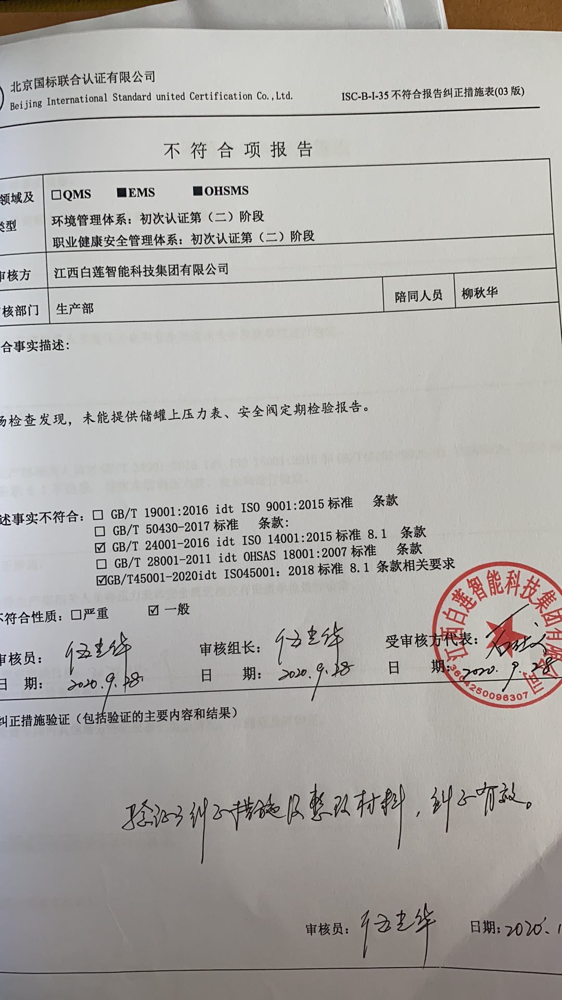 北京国标联合认证有限公司
Beijing International Standard united Certification Co.,Ltd.
ISC-B-I-35 不符合报告纠正措施表(03 版)
不符合项报告
领域及
类型
□QMS ■EMS ■OHSMS
环境管理体系：初次认证第（二）阶段
职业健康安全管理体系：初次认证第（二）阶段
审核方 江西白莲智能科技集团有限公司
核部门 生产部 陪同人员 柳秋华
合事实描述：
场检查发现，未能提供储罐上压力表、安全阀定期检验报告。
述事实不符合：□ GB/T 19001:2016 idt ISO 9001:2015 标准 条款
□ GB/T 50430-2017 标准 条款：
☑ GB/T 24001-2016 idt ISO 14001:2015 标准 8.1 条款
□ GB/T 28001-2011 idt OHSAS 18001:2007 标准 条款
☑GB/T45001-2020idt ISO45001：2018 标准 8.1 条款相关要求
不符合性质：□严重 ☑ 一般
审核员： 伍光华 审核组长： 伍光华 受审核方代表：
日 期： 2020.9.28. 日 期： 2020.9.28 日 期： 2020.9.28
江西白莲智能科技集团有限公司
3604250096307
纠正措施验证（包括验证的主要内容和结果）
验证了纠正措施及整改材料，纠正有效。
审核员： 伍光华 日期：2020.1